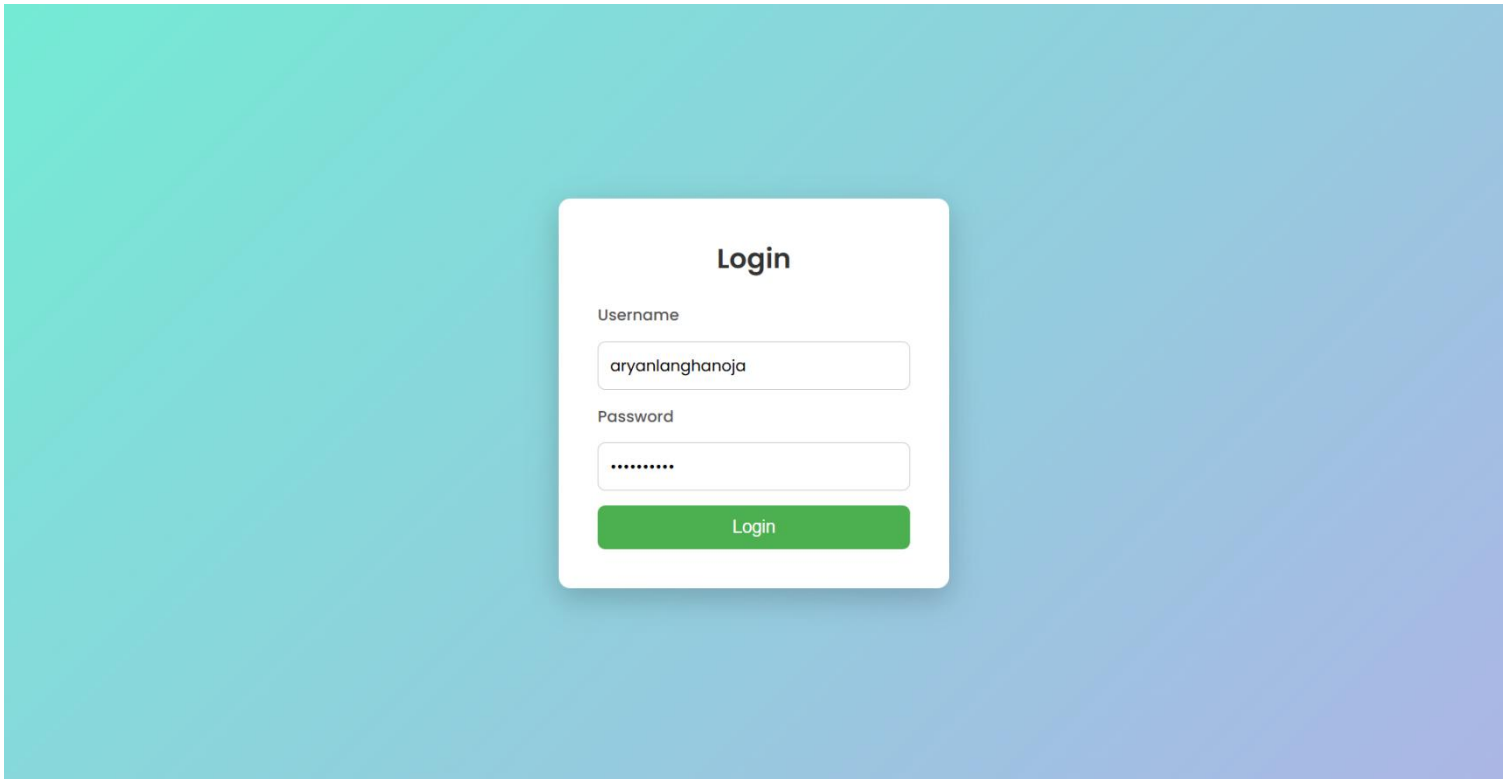 Login
Username
aryanlanghanoja
Password
••••••••••
Login